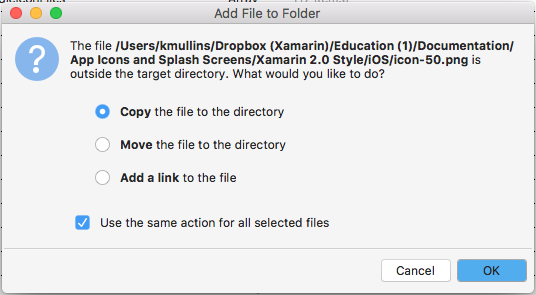 Add File to Folder
The file /Users/kmullins/Dropbox (Xamarin)/Education (1)/Documentation/
App Icons and Splash Screens/Xamarin 2.0 Style/iOS/icon-50.png is
outside the target directory. What would you like to do?
Copy the file to the directory
Move the file to the directory
Add a link to the file
Use the same action for all selected files
Cancel
OK